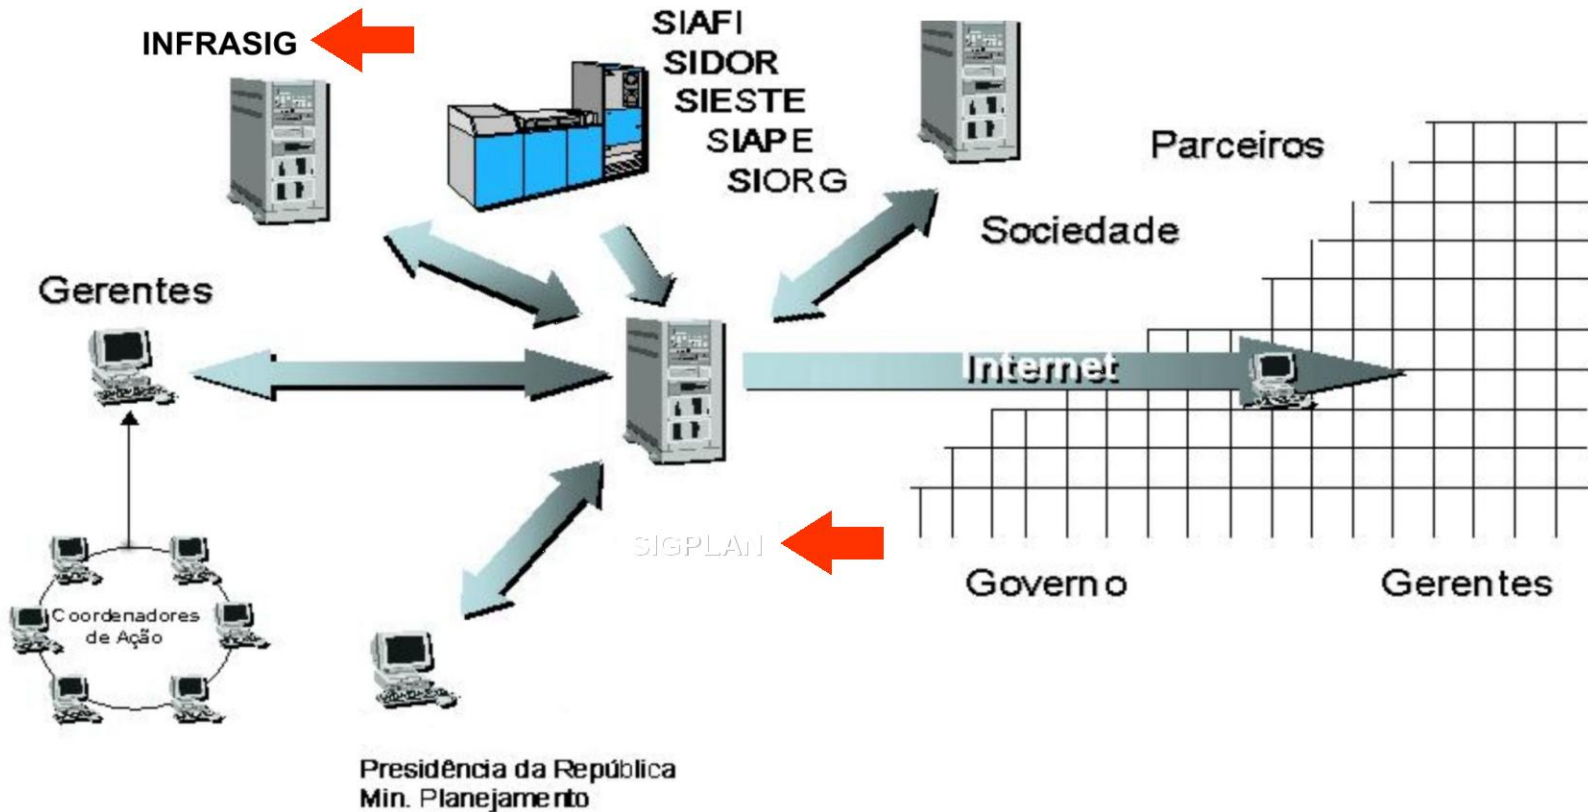 INFRASIG
SIAFI
SIDOR
SIESTE
SIAPE
SIORG
Parceiros
Sociedade
Gerentes
Internet
SIGPLAN
Governo
Gerentes
Coordenadores
de Ação
Presidência da República
Min. Planejamento